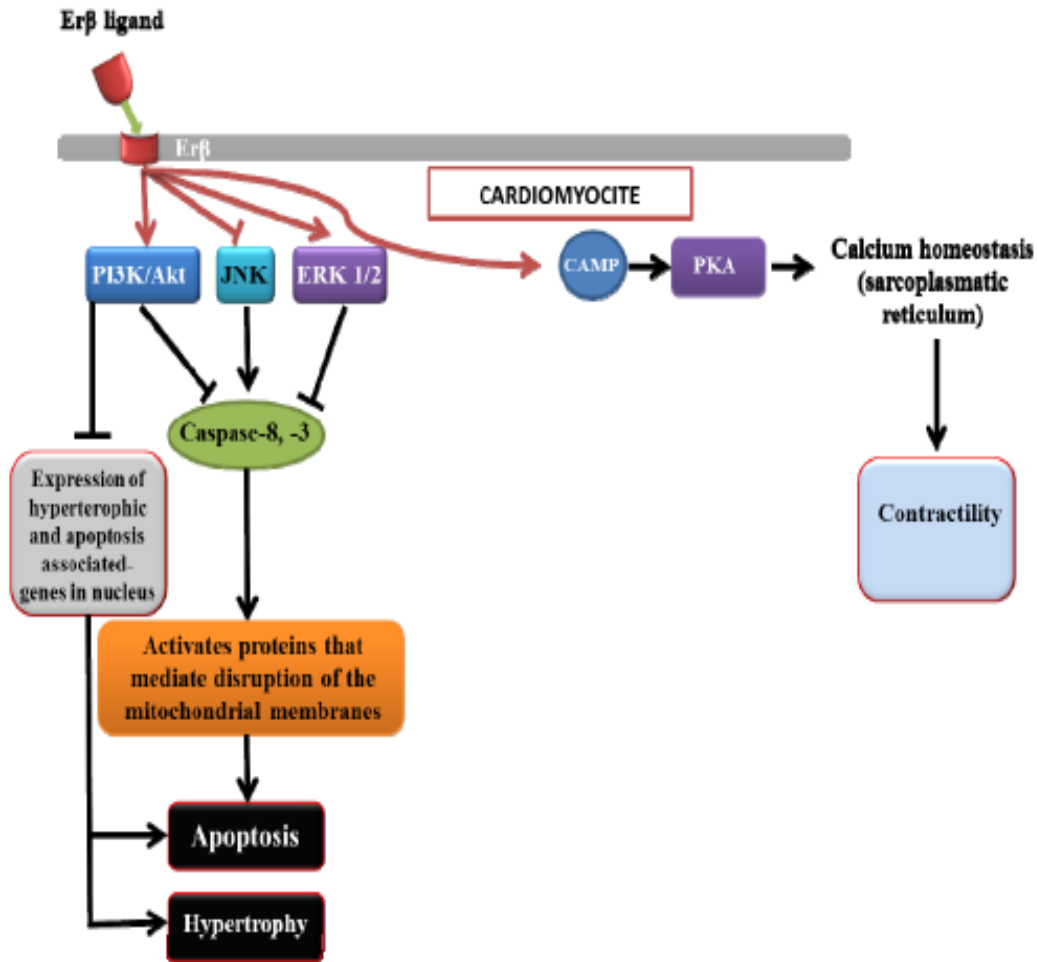 Erβ ligand
Erβ
CARDIOMYOCITE
PI3K/Akt
JNK
ERK 1/2
CAMP
PKA
Calcium homeostasis
(sarcoplasmatic
reticulum)
Caspase-8, -3
Expression of
hyperterophic
and apoptosis
associated-
genes in nucleus
Contractility
Activates proteins that
mediate disruption of the
mitochondrial membranes
Apoptosis
Hypertrophy